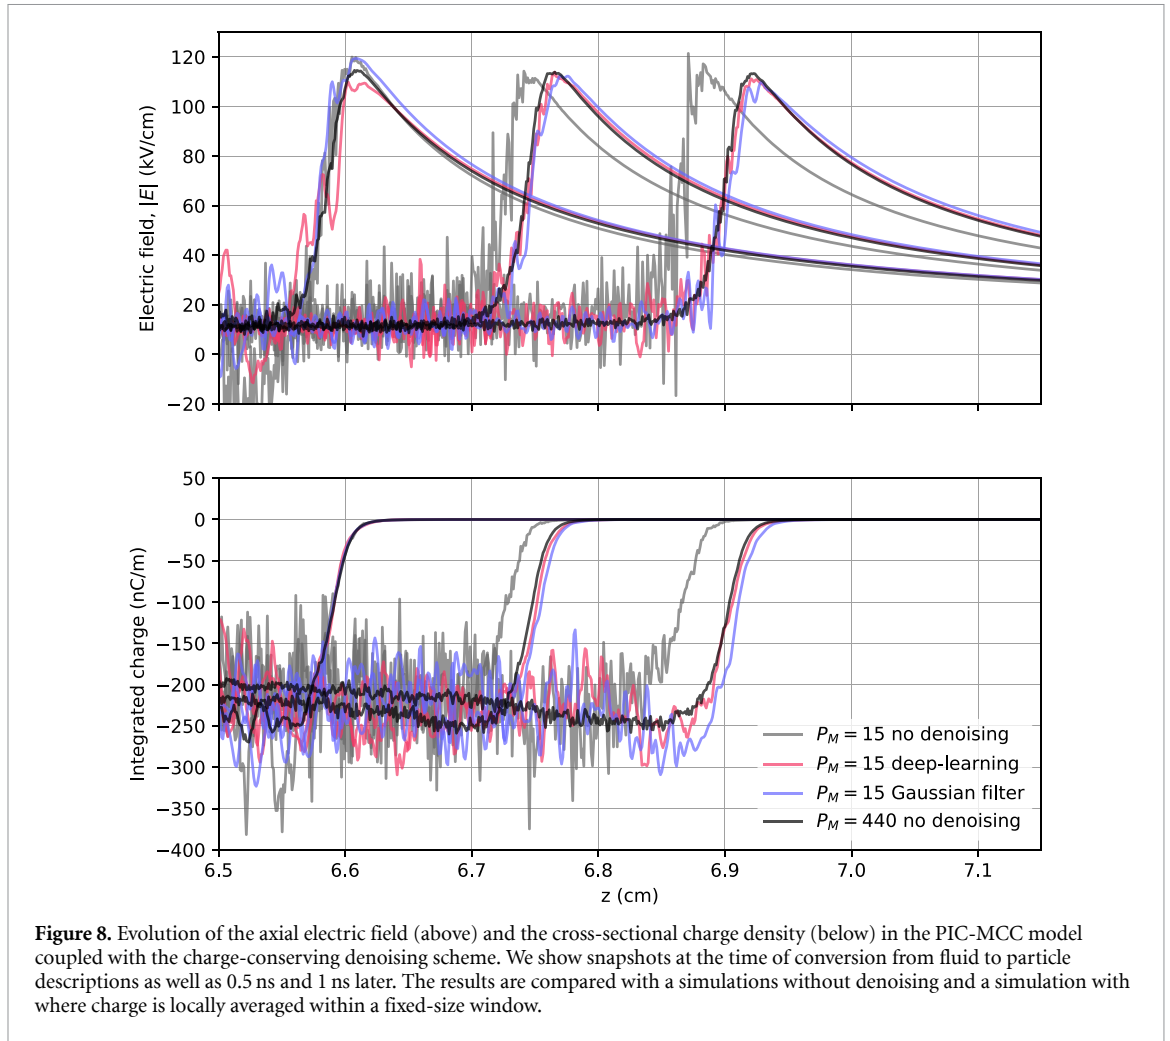 120
100
80
60
40
20
0
−20
Electric field, |E| (kV/cm)
50
0
−50
−100
−150
−200
−250
−300
−350
−400
Integrated charge (nC/m)
P_M = 15 no denoising
P_M = 15 deep-learning
P_M = 15 Gaussian filter
P_M = 440 no denoising
6.5 6.6 6.7 6.8 6.9 7.0 7.1
z (cm)
Figure 8. Evolution of the axial electric field (above) and the cross-sectional charge density (below) in the PIC-MCC model
coupled with the charge-conserving denoising scheme. We show snapshots at the time of conversion from fluid to particle
descriptions as well as 0.5 ns and 1 ns later. The results are compared with a simulations without denoising and a simulation with
where charge is locally averaged within a fixed-size window.